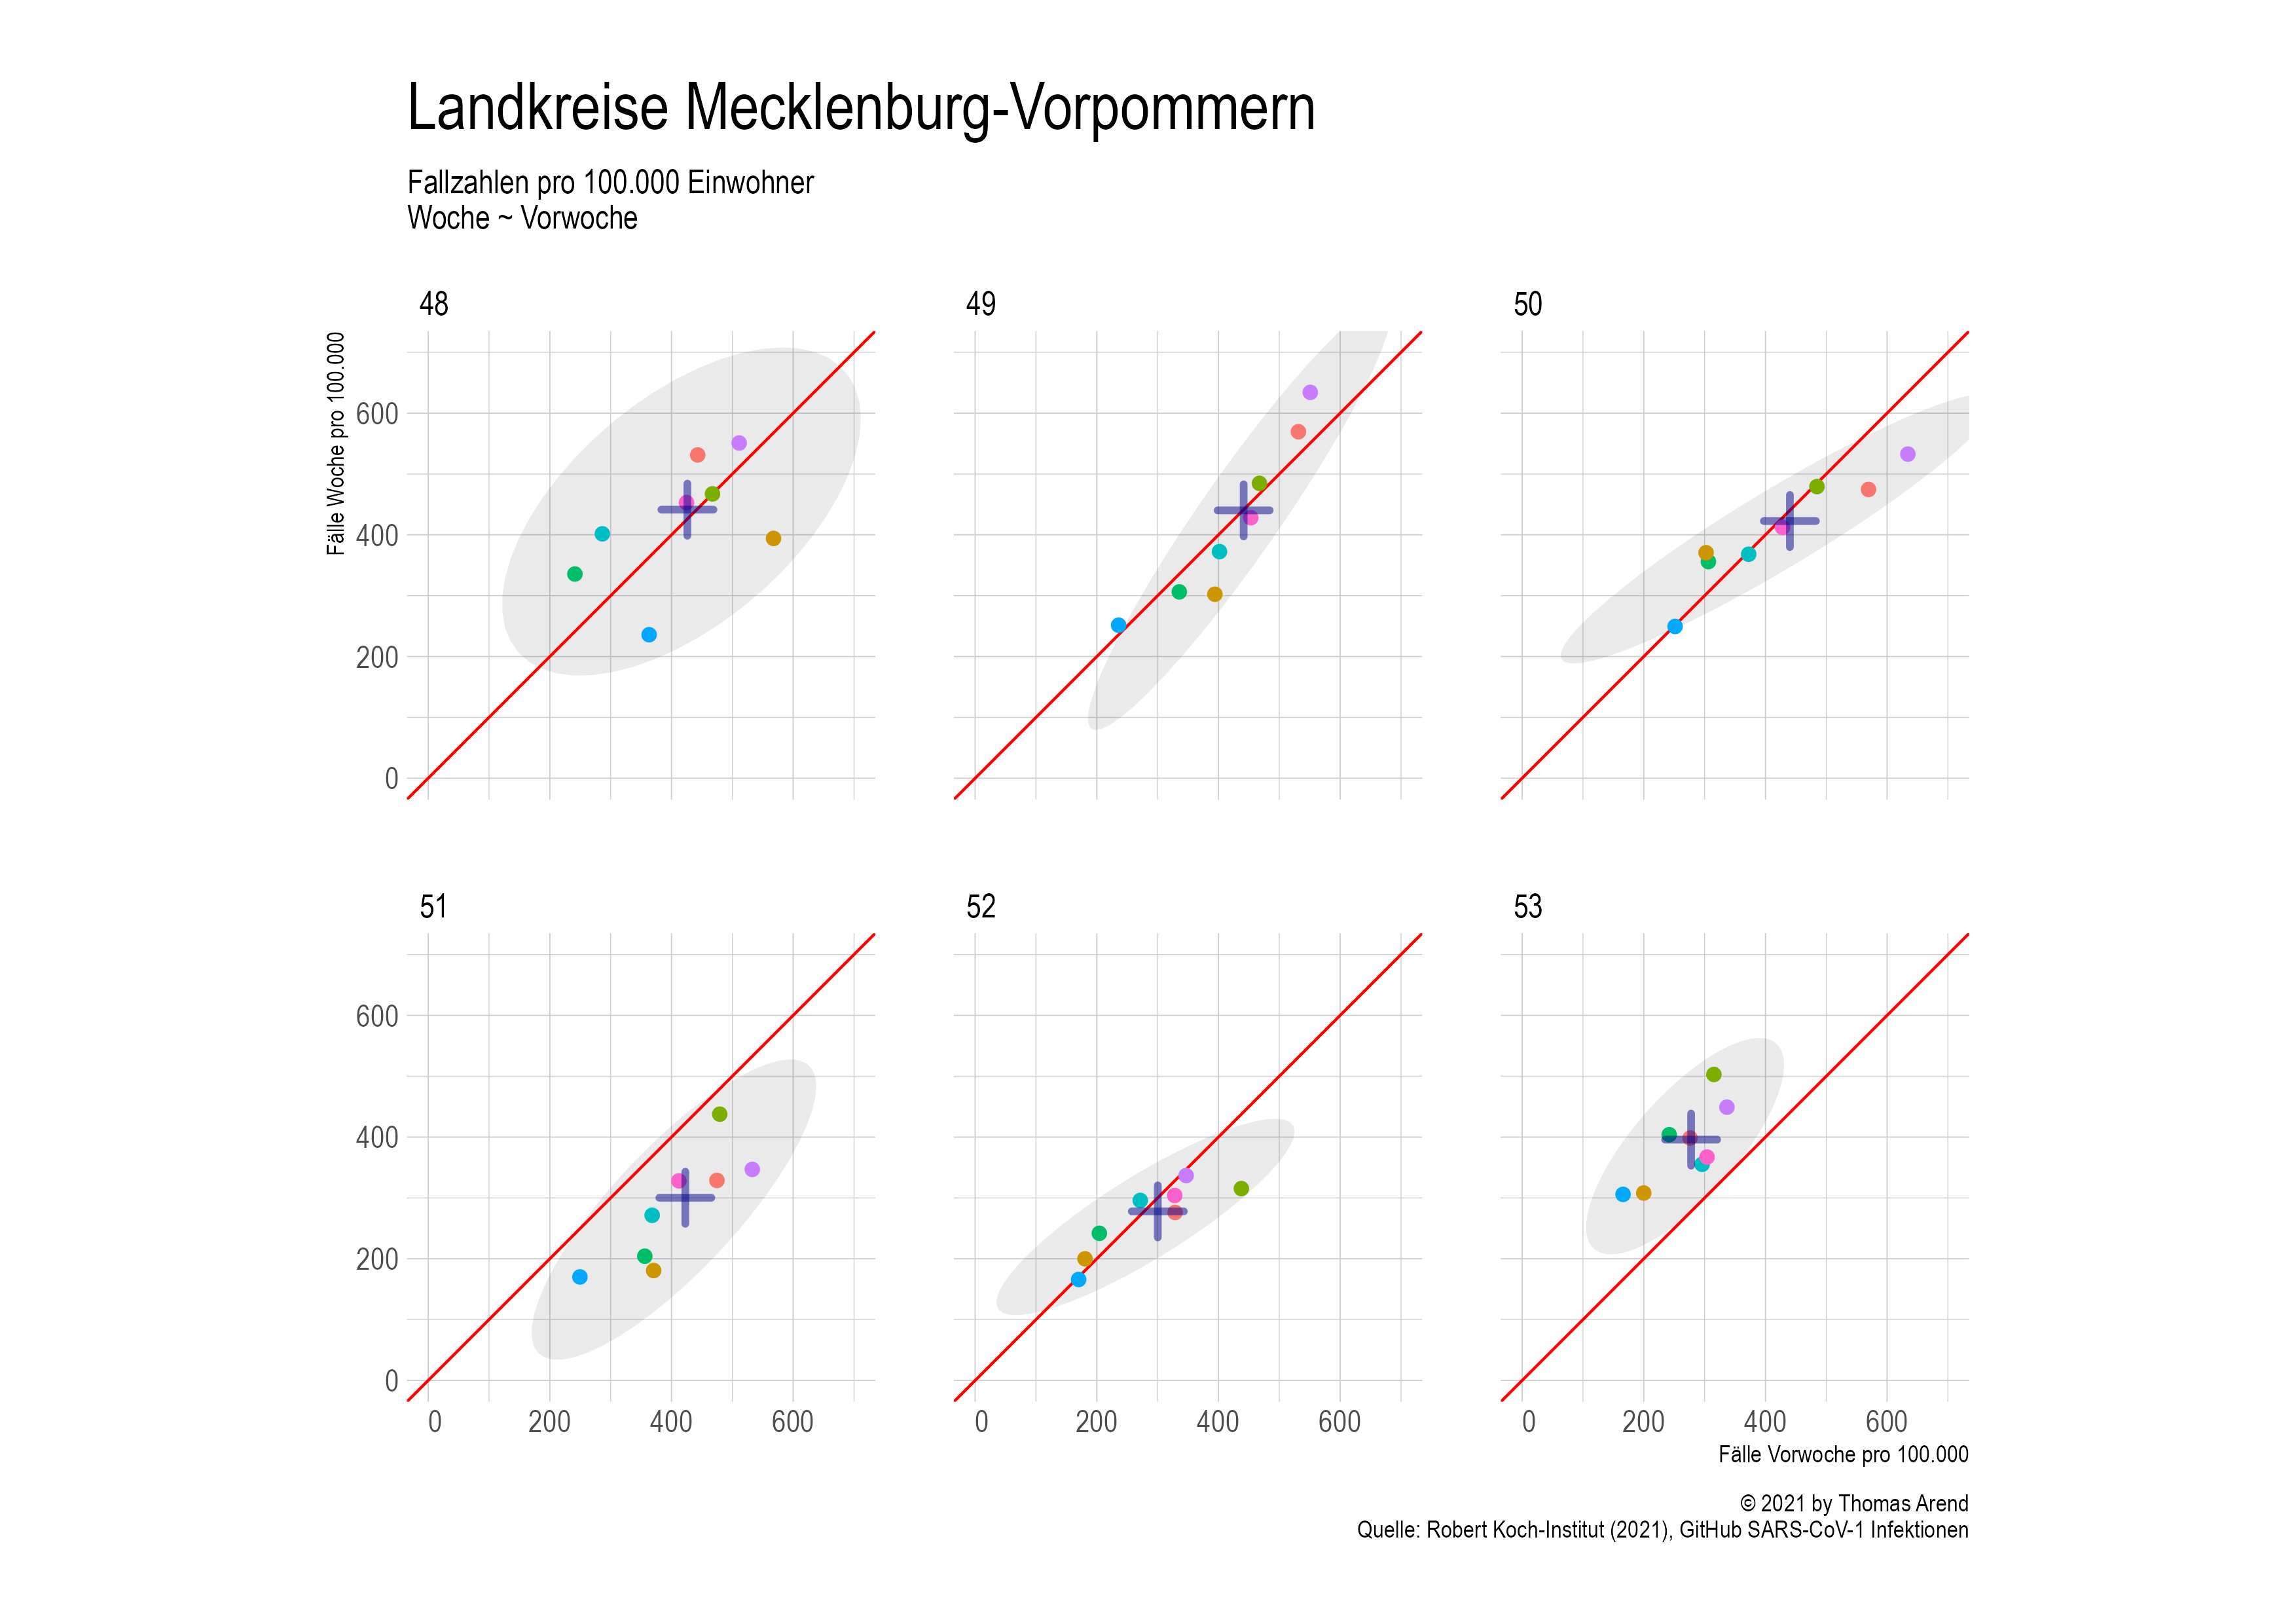 Landkreise Mecklenburg-Vorpommern
Fallzahlen pro 100.000 Einwohner
Woche ~ Vorwoche
48
49
50
Fälle Woche pro 100.000
600
400
200
0
51
52
53
600
400
200
0
0 200 400 600
0 200 400 600
0 200 400 600
Fälle Vorwoche pro 100.000
© 2021 by Thomas Arend
Quelle: Robert Koch-Institut (2021), GitHub SARS-CoV-1 Infektionen